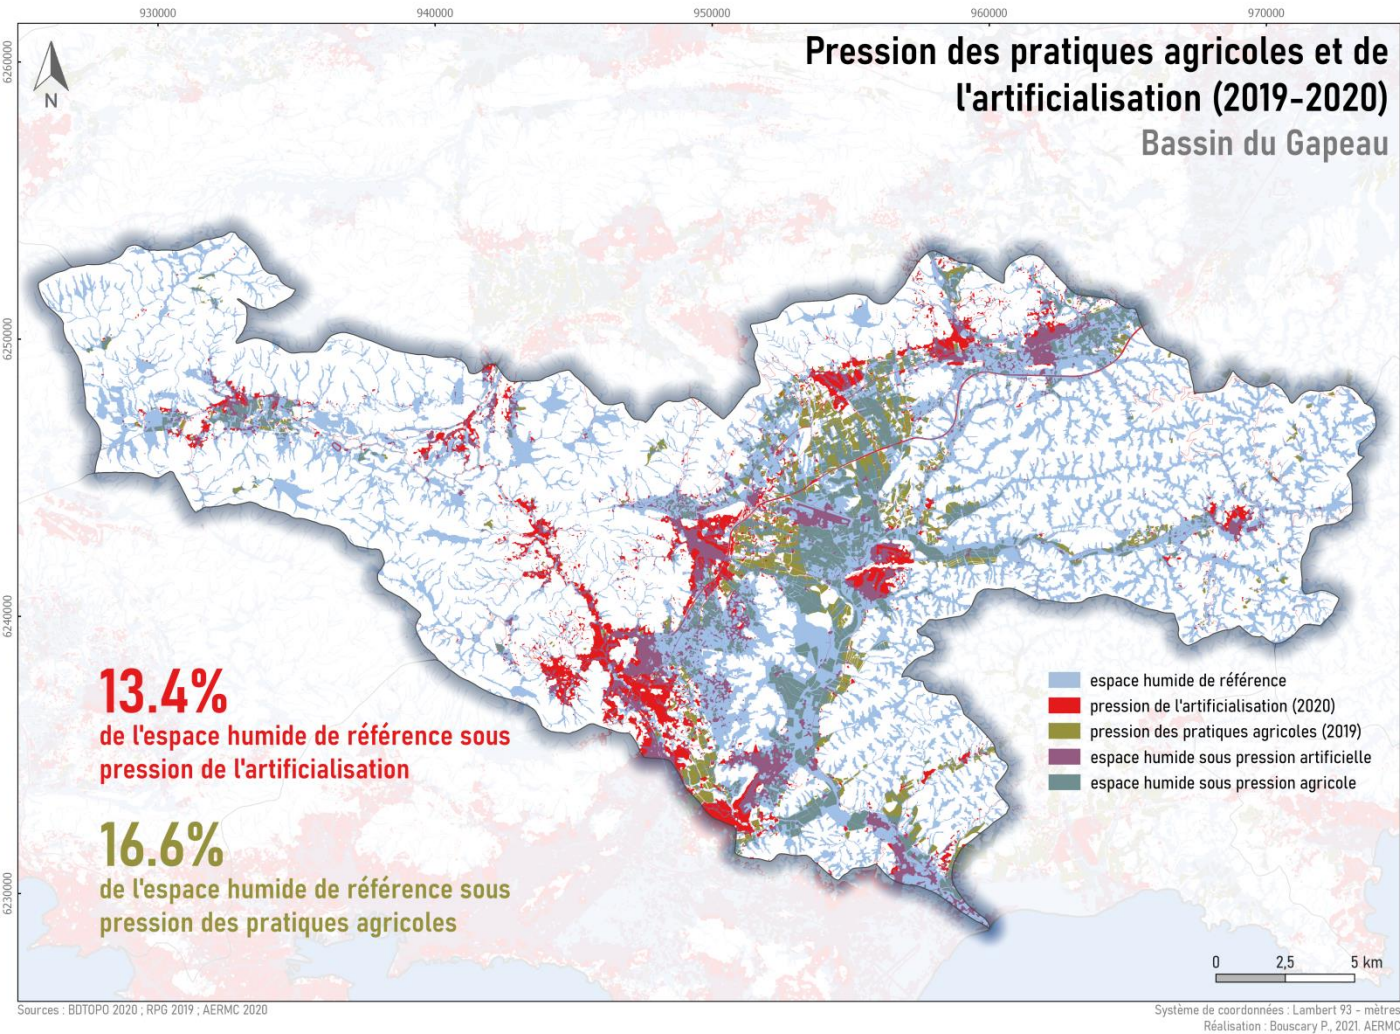 930000
940000
950000
960000
970000
6260000
6250000
6240000
6230000
N
Pression des pratiques agricoles et de
l'artificialisation (2019-2020)
Bassin du Gapeau
13.4%
de l'espace humide de référence sous
pression de l'artificialisation
16.6%
de l'espace humide de référence sous
pression des pratiques agricoles
espace humide de référence
pression de l'artificialisation (2020)
pression des pratiques agricoles (2019)
espace humide sous pression artificielle
espace humide sous pression agricole
0 2,5 5 km
Sources : BDTOPO 2020 ; RPG 2019 ; AERMC 2020
Système de coordonnées : Lambert 93 - mètres
Réalisation : Bouscary P., 2021. AERMC